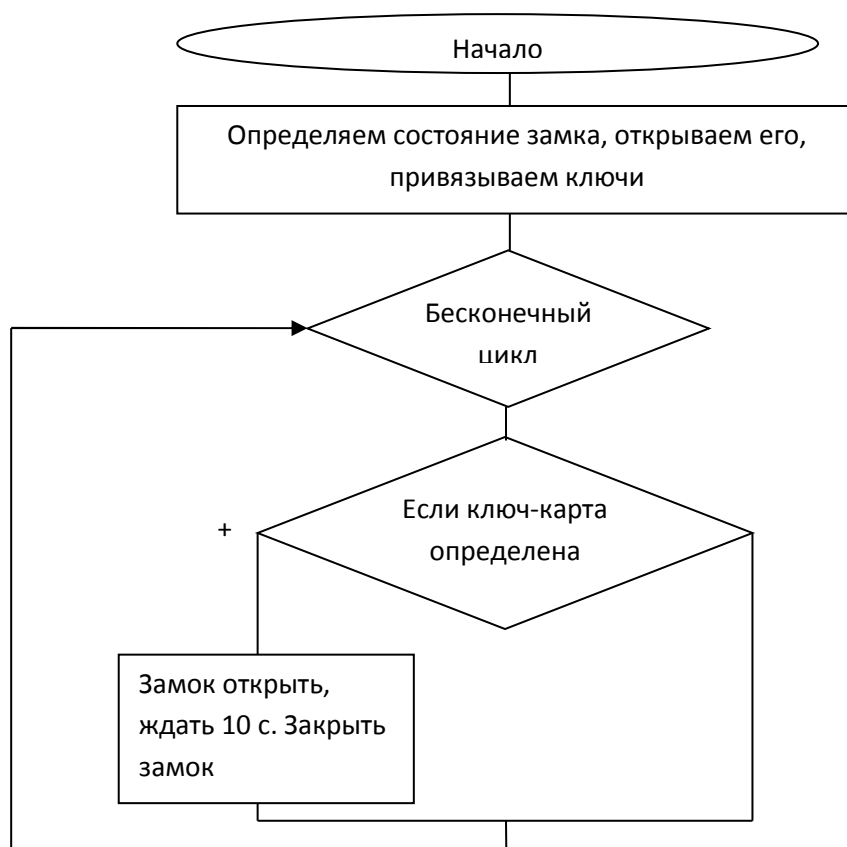 Начало
Определяем состояние замка, открываем его,
привязываем ключи
Бесконечный
цикл
Если ключ-карта
определена
+
Замок открыть,
ждать 10 с. Закрыть
замок